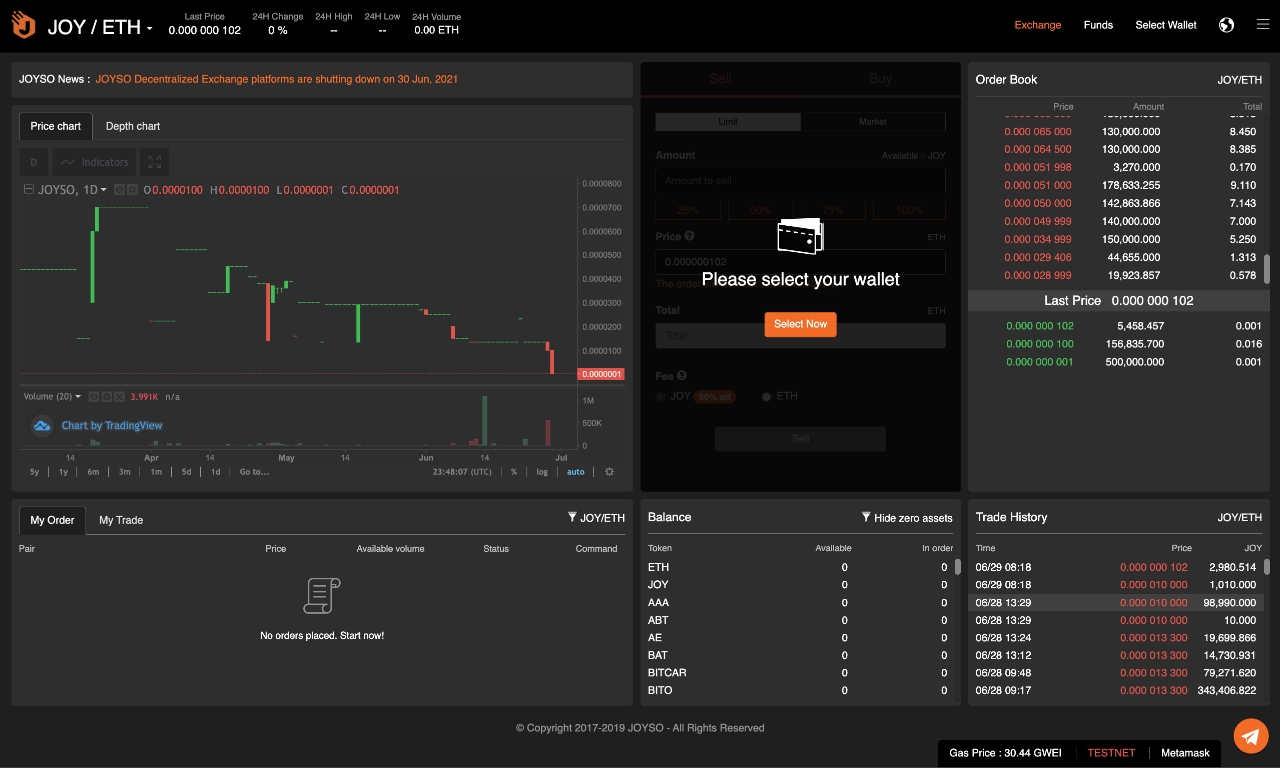 JOY / ETH
Last Price
0.000 000 102
24H Change
0 %
24H High
--
24H Low
--
24H Volume
0.00 ETH
Exchange Funds Select Wallet
JOYSO News : JOYSO Decentralized Exchange platforms are shutting down on 30 Jun, 2021
Price chart Depth chart
D Indicators
JOYSO, 1D O0.0000100 H0.0000100 L0.0000001 C0.0000001
0.0000800
0.0000700
0.0000600
0.0000500
0.0000400
0.0000300
0.0000200
0.0000100
0.0000001
Volume (20) 3.991K n/a
1M
500K
0
Chart by TradingView
14 Apr 14 May 14 Jun 14 Jul
5y 1y 6m 3m 1m 5d 1d Go to... 23:48:07 (UTC) % log auto
Sell Buy
Limit Market
Amount Available 0 JOY
Amount to sell
25% 50% 75% 100%
Price ETH
0.000000102
Please select your wallet
The order
Total ETH
Select Now
Total
Fee
JOY 50% off ETH
Sell
Order Book JOY/ETH
Price Amount Total
0.000 065 000 130,000.000 8.450
0.000 064 500 130,000.000 8.385
0.000 051 998 3,270.000 0.170
0.000 051 000 178,633.255 9.110
0.000 050 000 142,863.866 7.143
0.000 049 999 140,000.000 7.000
0.000 034 999 150,000.000 5.250
0.000 029 406 44,655.000 1.313
0.000 028 999 19,923.857 0.578
Last Price 0.000 000 102
0.000 000 102 5,458.457 0.001
0.000 000 100 156,835.700 0.016
0.000 000 001 500,000.000 0.001
My Order My Trade JOY/ETH
Pair Price Available volume Status Command
No orders placed. Start now!
Balance Hide zero assets
Token Available In order
ETH 0 0
JOY 0 0
AAA 0 0
ABT 0 0
AE 0 0
BAT 0 0
BITCAR 0 0
BITO 0 0
Trade History JOY/ETH
Time Price JOY
06/29 08:18 0.000 000 102 2,980.514
06/29 08:18 0.000 010 000 1,010.000
06/28 13:29 0.000 010 000 98,990.000
06/28 13:29 0.000 010 000 10.000
06/28 13:24 0.000 013 300 19,699.866
06/28 13:12 0.000 013 300 14,730.931
06/28 09:48 0.000 013 300 79,271.620
06/28 09:17 0.000 013 300 343,406.822
© Copyright 2017-2019 JOYSO - All Rights Reserved
Gas Price : 30.44 GWEI TESTNET Metamask